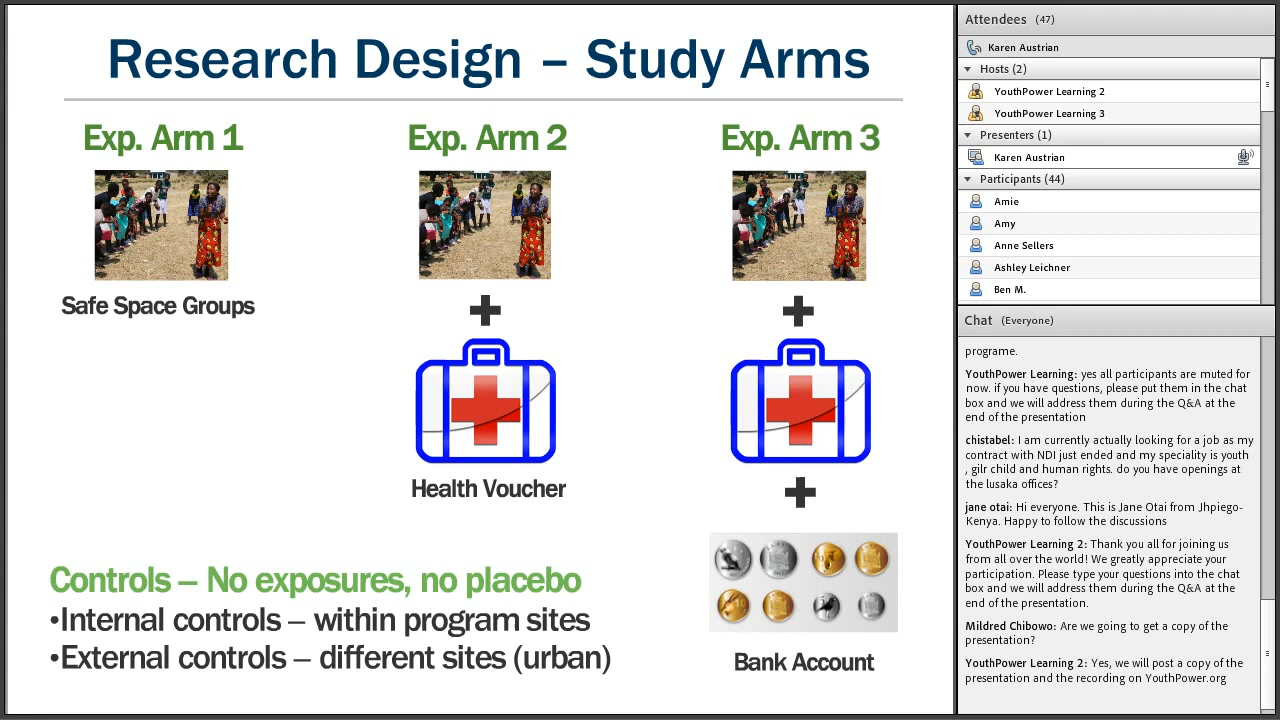 Research Design – Study Arms
Exp. Arm 1
Exp. Arm 2
Exp. Arm 3
Safe Space Groups
Health Voucher
Bank Account
Controls – No exposures, no placebo
•Internal controls – within program sites
•External controls – different sites (urban)
Attendees (47)
Karen Austrian
Hosts (2)
YouthPower Learning 2
YouthPower Learning 3
Presenters (1)
Karen Austrian
Participants (44)
Amie
Amy
Anne Sellers
Ashley Leichner
Ben M.
Chat (Everyone)
programe.
YouthPower Learning: yes all participants are muted for
now. if you have questions, please put them in the chat
box and we will address them during the Q&A at the
end of the presentation
chistabel: I am currently actually looking for a job as my
contract with NDI just ended and my speciality is youth
, gilr child and human rights. do you have openings at
the lusaka offices?
jane otai: Hi everyone. This is Jane Otai from Jhpiego-
Kenya. Happy to follow the discussions
YouthPower Learning 2: Thank you all for joining us
from all over the world! We greatly appreciate your
participation. Please type your questions into the chat
box and we will address them during the Q&A at the
end of the presentation.
Mildred Chibowo: Are we going to get a copy of the
presentation?
YouthPower Learning 2: Yes, we will post a copy of the
presentation and the recording on YouthPower.org